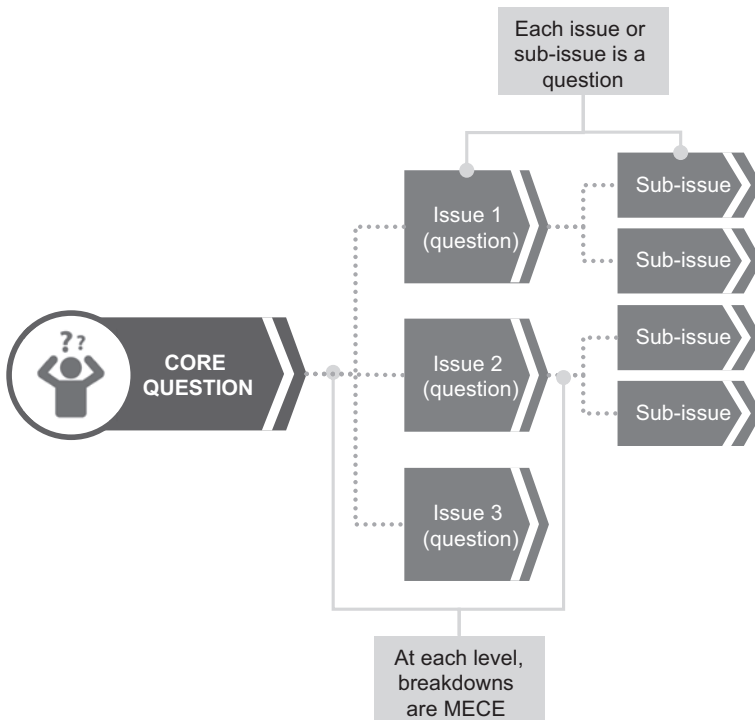 Each issue or
sub-issue is a
question
Issue 1
(question)
Sub-issue
Sub-issue
??
CORE
QUESTION
Issue 2
(question)
Sub-issue
Sub-issue
Issue 3
(question)
At each level,
breakdowns
are MECE